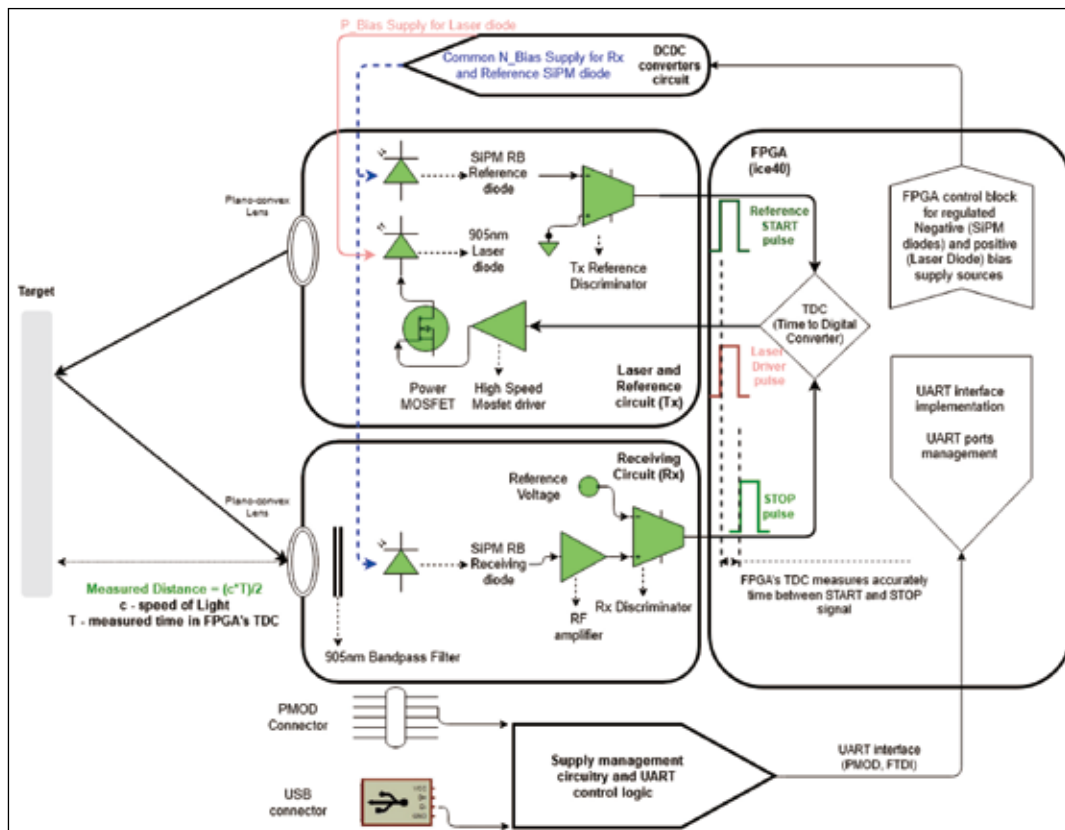 P_Bias Supply for Laser diode
Common N_Bias Supply for Rx
and Reference SiPM diode
DCDC
converters
circuit
Plano-convex
Lens
SiPM RB
Reference
diode
905nm
Laser
diode
Tx Reference
Discriminator
Power
MOSFET
High Speed
Mosfet driver
Laser and
Reference
circuit (Tx)
FPGA
(ice40)
Reference
START
pulse
TDC
(Time to Digital
Converter)
Laser
Driver
pulse
STOP
pulse
FPGA's TDC measures accurately
time between START and STOP
signal
FPGA control block
for regulated
Negative (SiPM
diodes) and positive
(Laser Diode) bias
supply sources
UART interface
implementation
UART ports
management
Target
Plano-convex
Lens
Receiving
Circuit (Rx)
Reference
Voltage
SiPM RB
Receiving
diode
RF
amplifier
Rx Discriminator
905nm Bandpass Filter
Measured Distance = (c*T)/2
c - speed of Light
T - measured time in FPGA's TDC
PMOD
Connector
USB
connector
VCC
D-
D+
GND
Supply management
circuitry and UART
control logic
UART interface
(PMOD, FTDI)